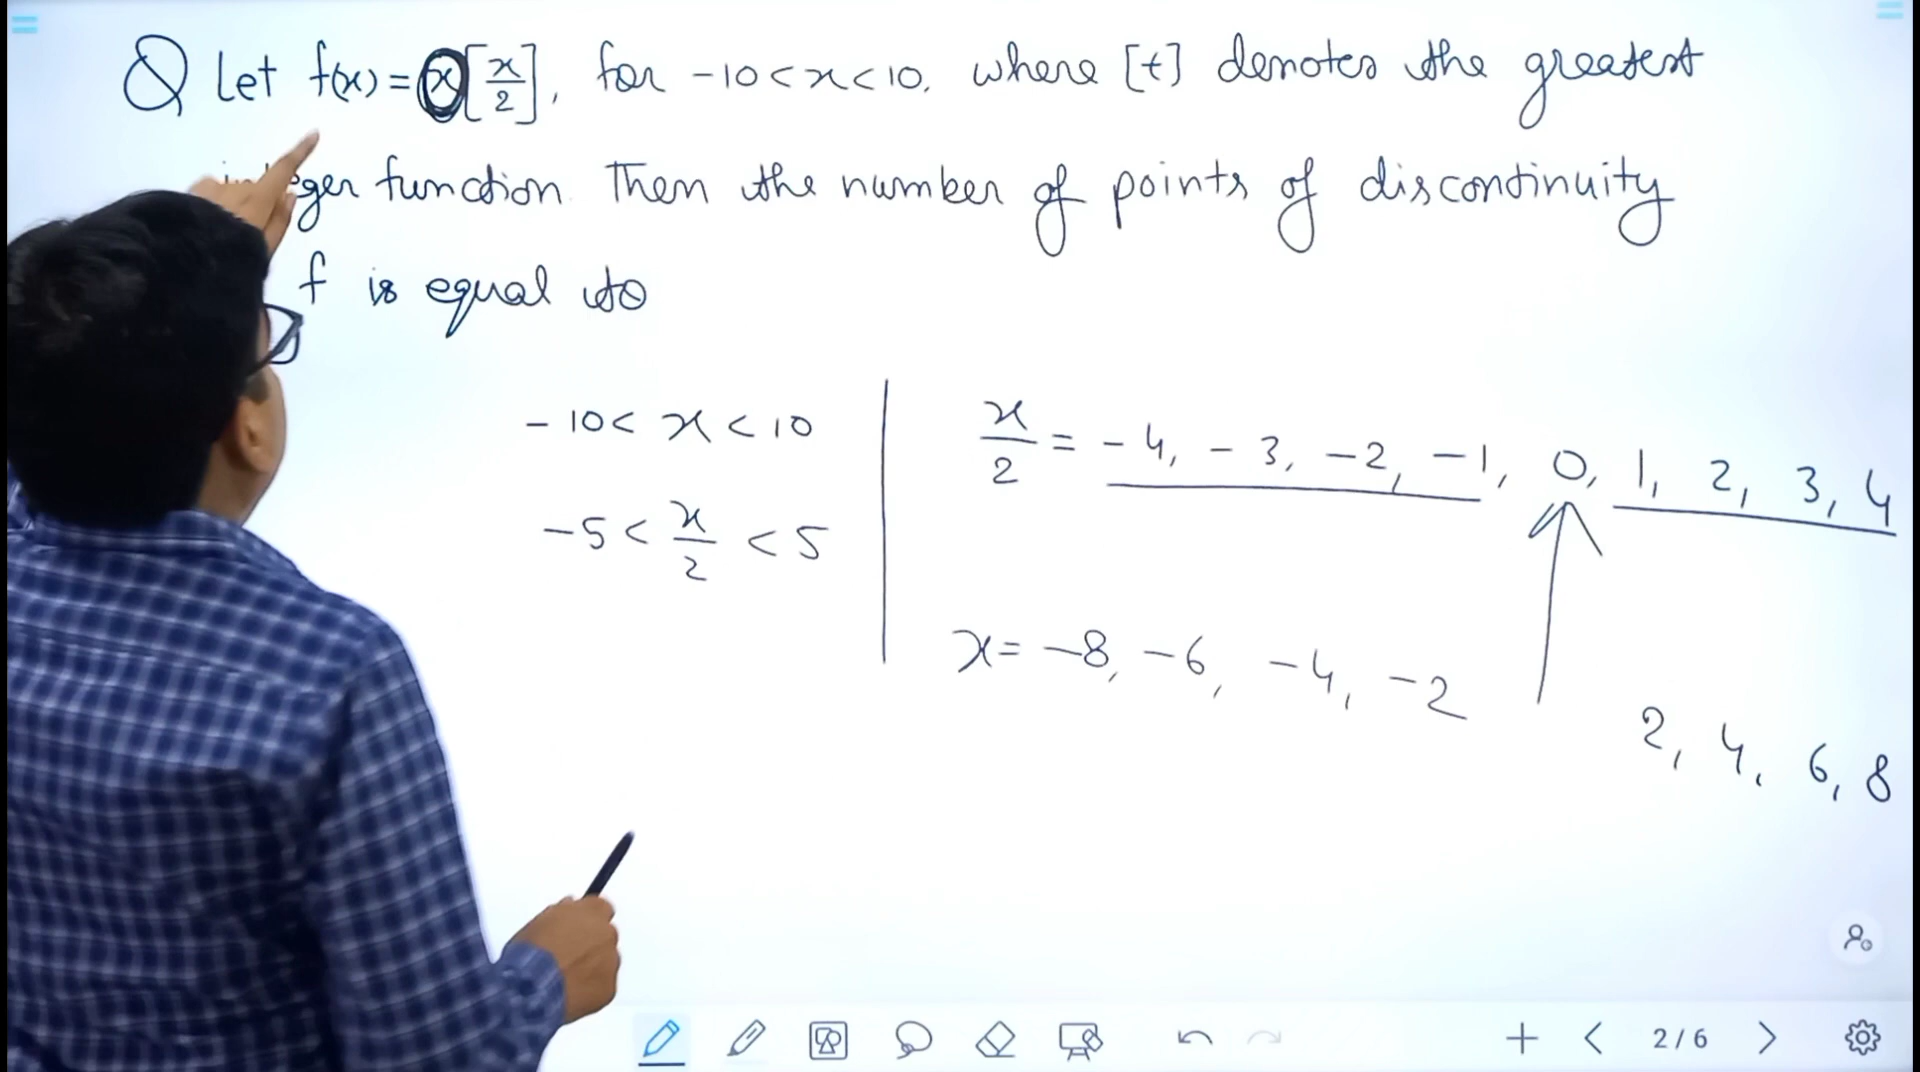 Q Let f(x) = x[x/2], for -10<x<10, where [t] denotes the greatest
function. Then the number of points of discontinuity
f is equal to
-10 < x < 10
-5 < x/2 < 5
x/2 = -4, -3, -2, -1, 0, 1, 2, 3, 4
x = -8, -6, -4, -2
2, 4, 6, 8
2/6